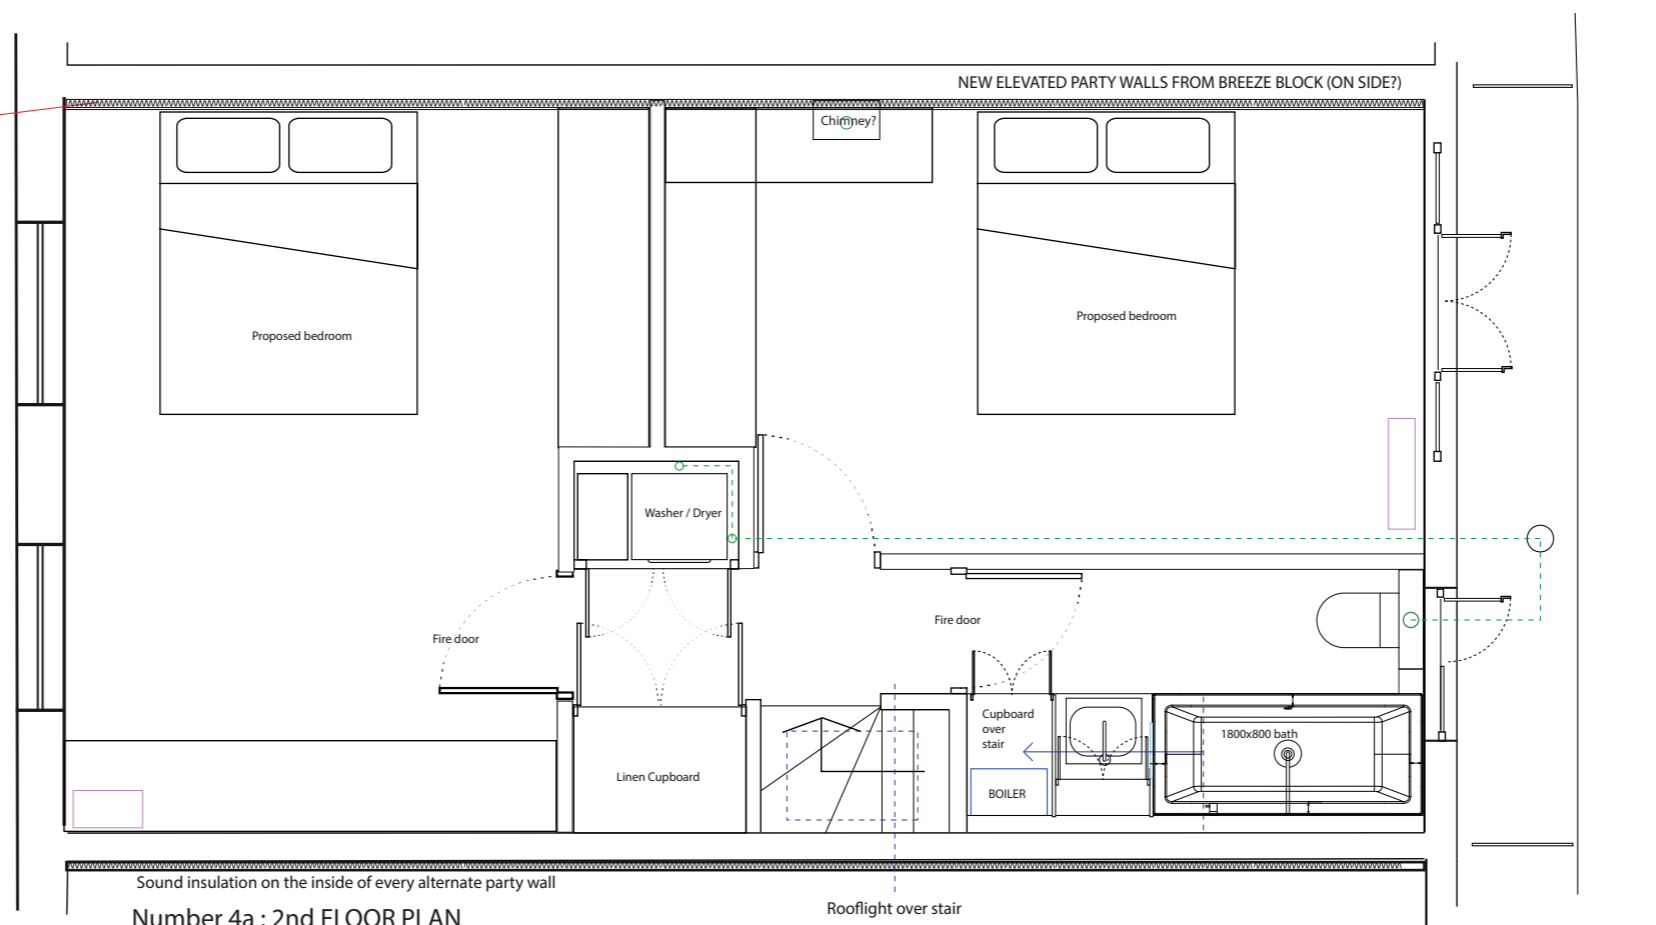 NEW ELEVATED PARTY WALLS FROM BREEZE BLOCK (ON SIDE?)
Chimney?
Proposed bedroom
Proposed bedroom
Washer / Dryer
Fire door
Fire door
Cupboard
over
stair
1800x800 bath
Linen Cupboard
BOILER
Sound insulation on the inside of every alternate party wall
Number 4a : 2nd FLOOR PLAN
Rooflight over stair